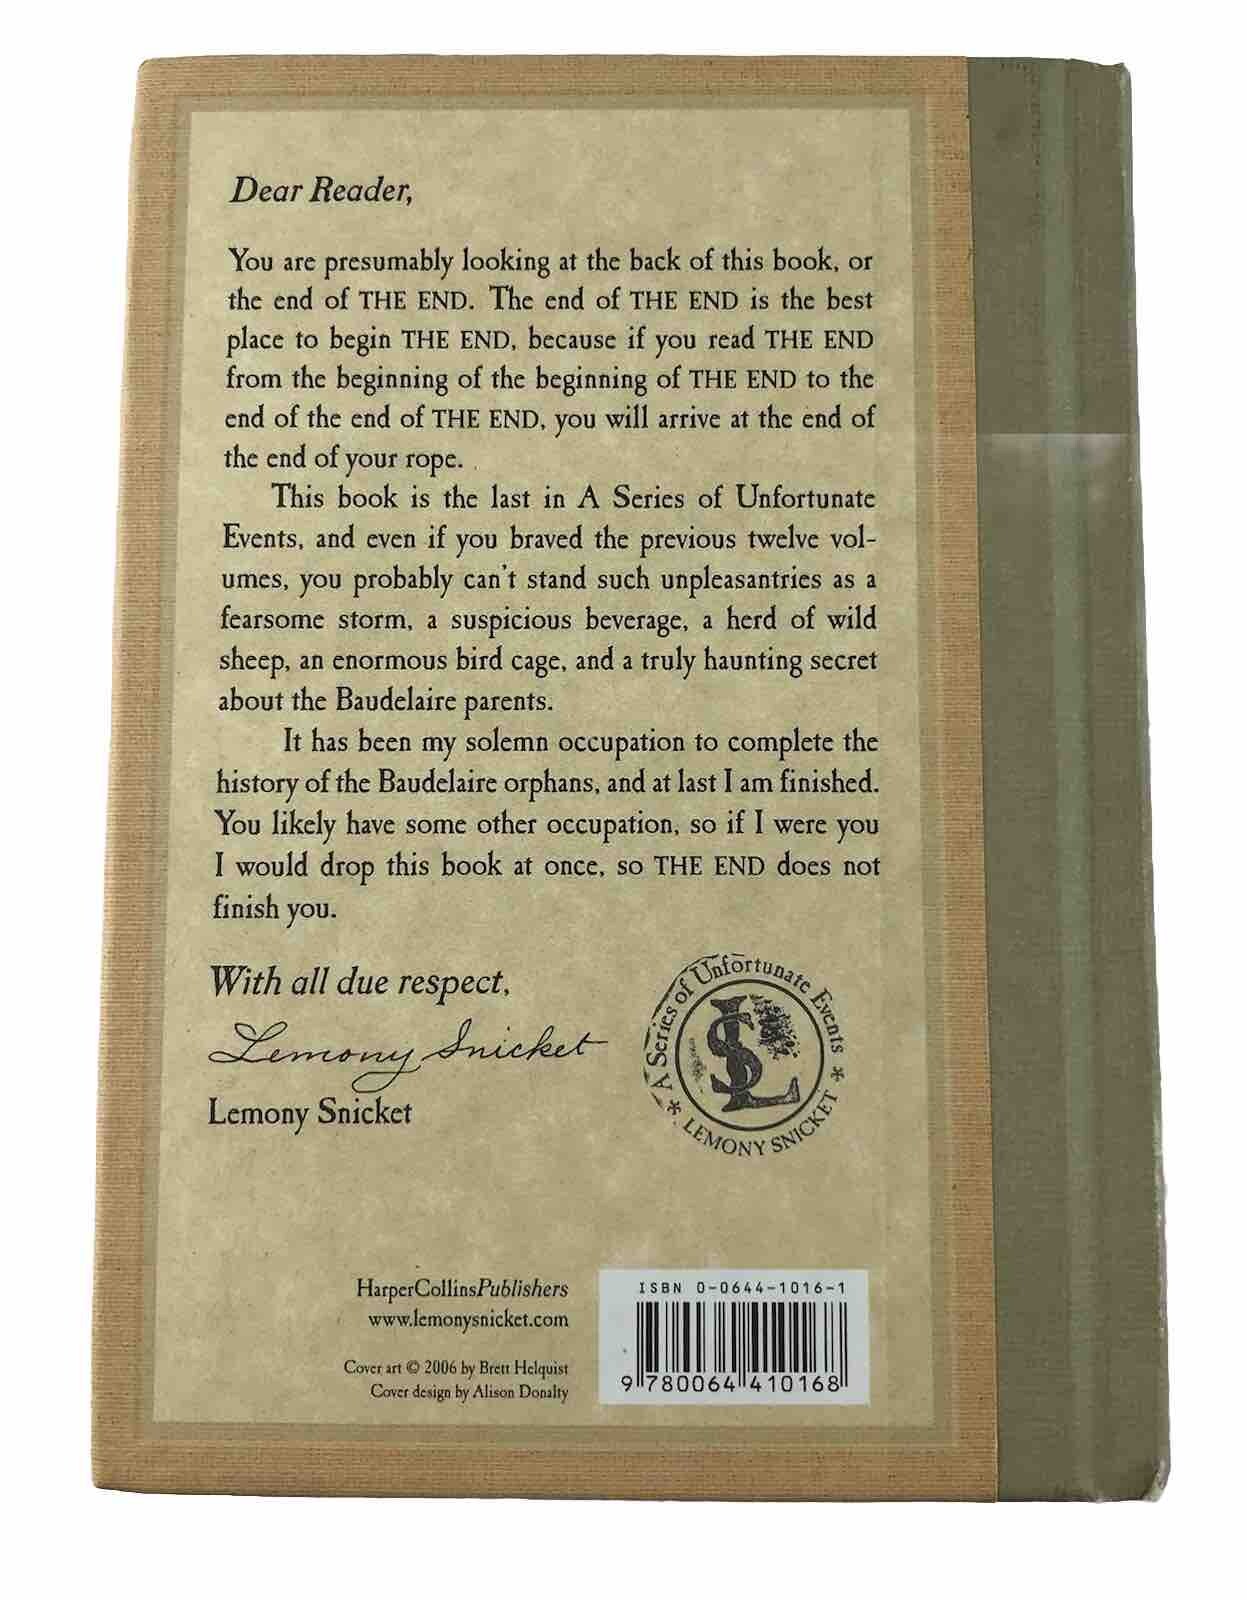 Dear Reader,
You are presumably looking at the back of this book, or
the end of THE END. The end of THE END is the best
place to begin THE END, because if you read THE END
from the beginning of the beginning of THE END to the
end of the end of THE END, you will arrive at the end of
the end of your rope.
This book is the last in A Series of Unfortunate
Events, and even if you braved the previous twelve vol-
umes, you probably can't stand such unpleasantries as a
fearsome storm, a suspicious beverage, a herd of wild
sheep, an enormous bird cage, and a truly haunting secret
about the Baudelaire parents.
It has been my solemn occupation to complete the
history of the Baudelaire orphans, and at last I am finished.
You likely have some other occupation, so if I were you
I would drop this book at once, so THE END does not
finish you.
With all due respect,
Lemony Snicket
Lemony Snicket
A Series of Unfortunate Events
LS
* LEMONY SNICKET *
HarperCollinsPublishers
www.lemonysnicket.com
Cover art © 2006 by Brett Helquist
Cover design by Alison Donalty
ISBN 0-0644-1016-1
9 780064 410168